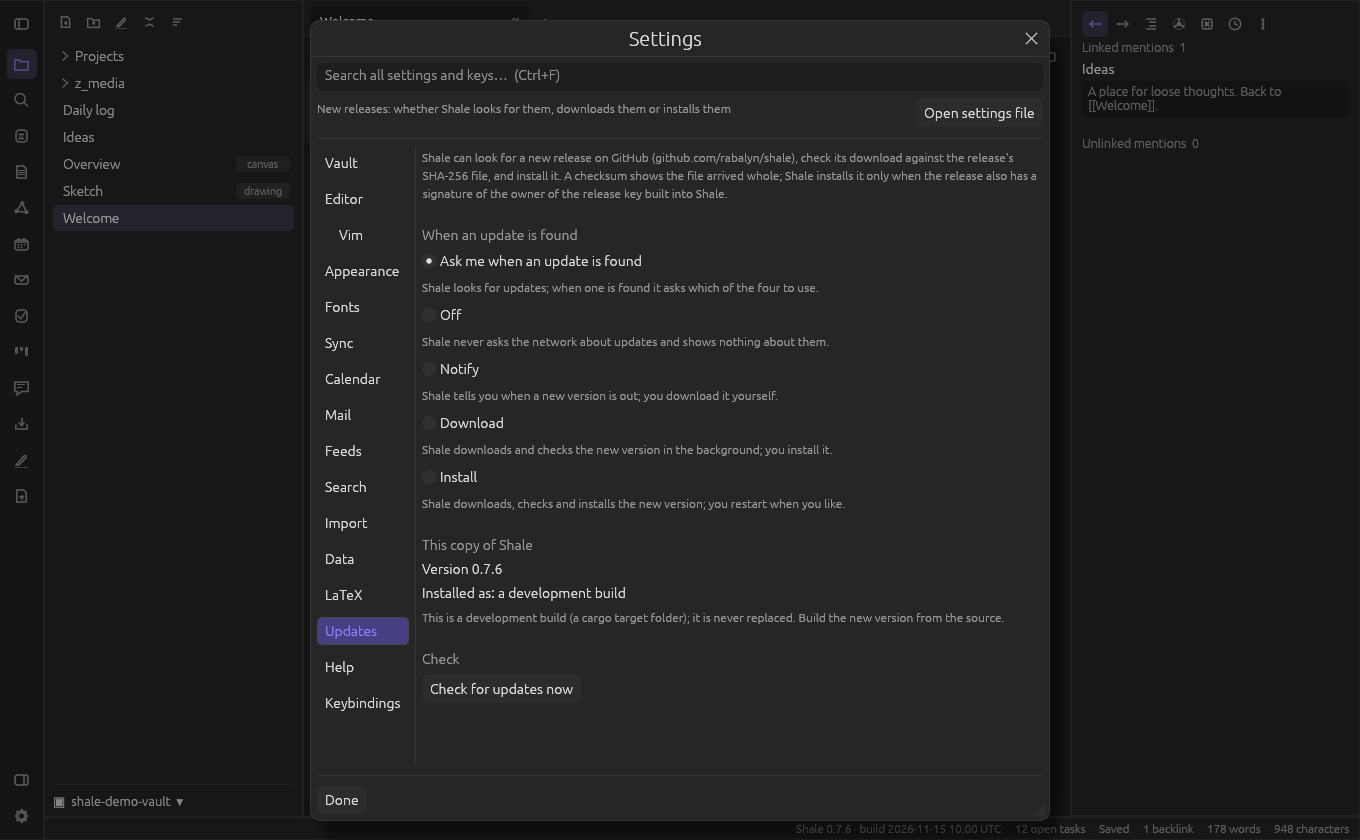 Settings
Search all settings and keys... (Ctrl+F)
New releases: whether Shale looks for them, downloads them or installs them
Open settings file
Projects
z_media
Daily log
Ideas
Overview
canvas
Sketch
drawing
Welcome
shale-demo-vault ▼
Vault
Editor
Vim
Appearance
Fonts
Sync
Calendar
Mail
Feeds
Search
Import
Data
LaTeX
Updates
Help
Keybindings
Shale can look for a new release on GitHub (github.com/rabalyn/shale), check its download against the release's
SHA-256 file, and install it. A checksum shows the file arrived whole; Shale installs it only when the release also has a
signature of the owner of the release key built into Shale.
When an update is found
Ask me when an update is found
Shale looks for updates; when one is found it asks which of the four to use.
Off
Shale never asks the network about updates and shows nothing about them.
Notify
Shale tells you when a new version is out; you download it yourself.
Download
Shale downloads and checks the new version in the background; you install it.
Install
Shale downloads, checks and installs the new version; you restart when you like.
This copy of Shale
Version 0.7.6
Installed as: a development build
This is a development build (a cargo target folder); it is never replaced. Build the new version from the source.
Check
Check for updates now
Done
Linked mentions 1
Ideas
A place for loose thoughts. Back to
[[Welcome]].
Unlinked mentions 0
Shale 0.7.6 · build 2026-11-15 10:00 UTC 12 open tasks Saved 1 backlink 178 words 948 characters